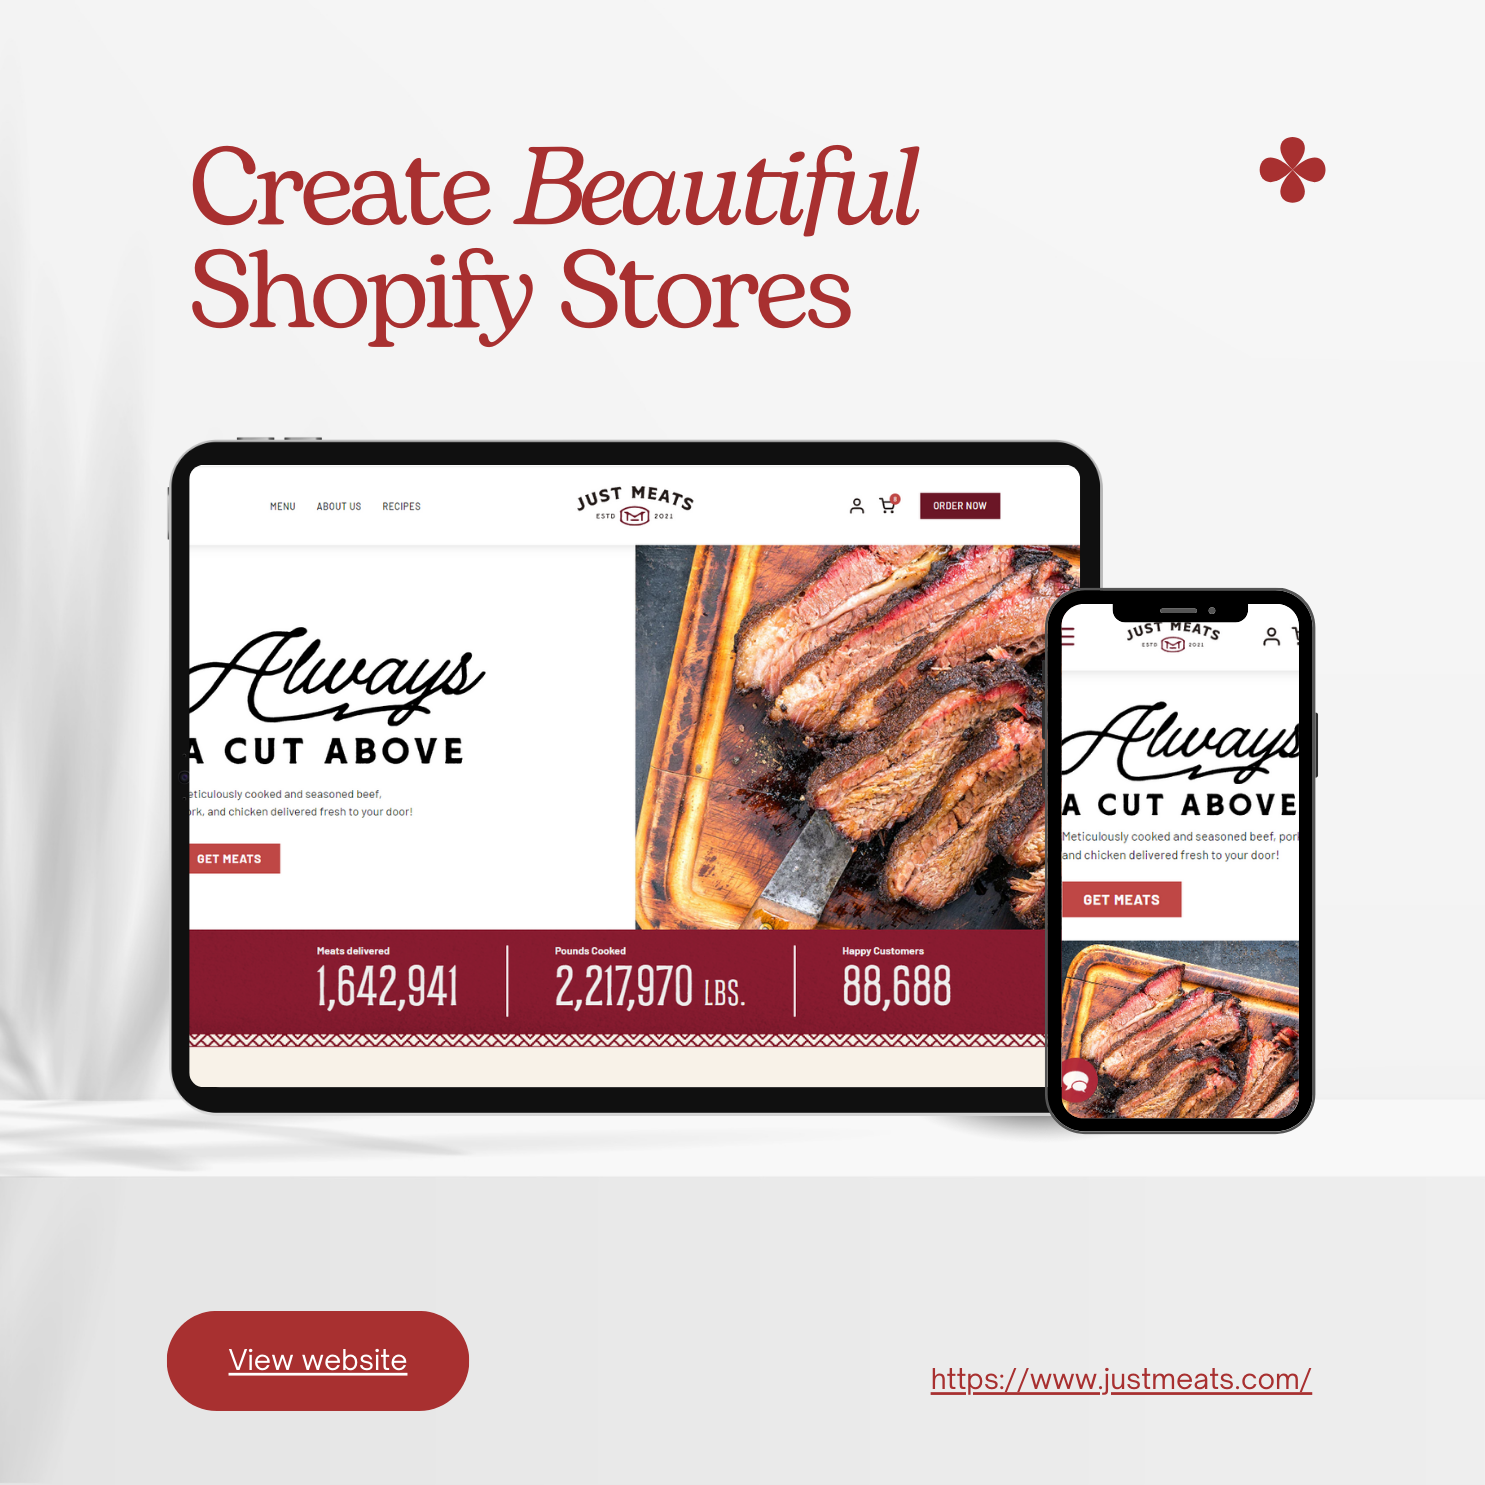 Create Beautiful
Shopify Stores
MENU ABOUT US RECIPES
JUST MEATS
ESTD 2021
ORDER NOW
Always
A CUT ABOVE
eticulously cooked and seasoned beef,
ork, and chicken delivered fresh to your door!
GET MEATS
Meats delivered
1,642,941
Pounds Cooked
2,217,970 LBS.
Happy Customers
88,688
JUST MEATS
ESTD 2021
Always
A CUT ABOVE
Meticulously cooked and seasoned beef, pork
and chicken delivered fresh to your door!
GET MEATS
View website
https://www.justmeats.com/